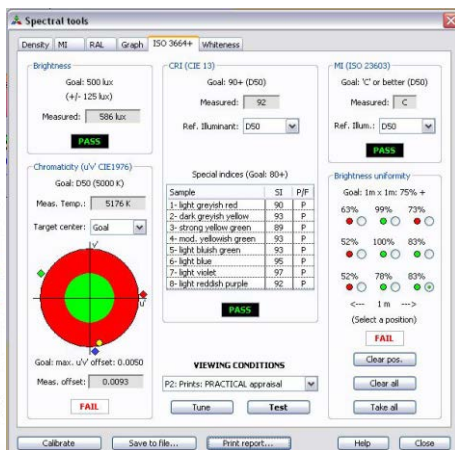 Spectral tools
Density MI RAL Graph ISO 3664+ Whiteness
Brightness
Goal: 500 lux
(+/- 125 lux)
Measured: 586 lux
PASS
Chromaticity (u'v' CIE1976)
Goal: D50 (5000 K)
Meas. Temp.: 5176 K
Target center: Goal
v'
u'
Goal: max. u'v' offset: 0.0050
Meas. offset: 0.0093
FAIL
CRI (CIE 13)
Goal: 90+ (D50)
Measured: 92
Ref. Illuminant: D50
Special indices (Goal: 80+)
Sample SI P/F
1- light greyish red 90 P
2- dark greyish yellow 93 P
3- strong yellow green 89 P
4- mod. yellowish green 93 P
5- light bluish green 93 P
6- light blue 95 P
7- light violet 97 P
8- light reddish purple 92 P
PASS
VIEWING CONDITIONS
P2: Prints: PRACTICAL appraisal
Tune Test
MI (ISO 23603)
Goal: 'C' or better (D50)
Measured: C
Ref. Illum.: D50
PASS
Brightness uniformity
Goal: 1m x 1m: 75% +
63% 99% 73%
52% 100% 83%
52% 78% 83%
<--- 1 m --->
(Select a position)
FAIL
Clear pos.
Clear all
Take all
Calibrate Save to file... Print report... Help Close